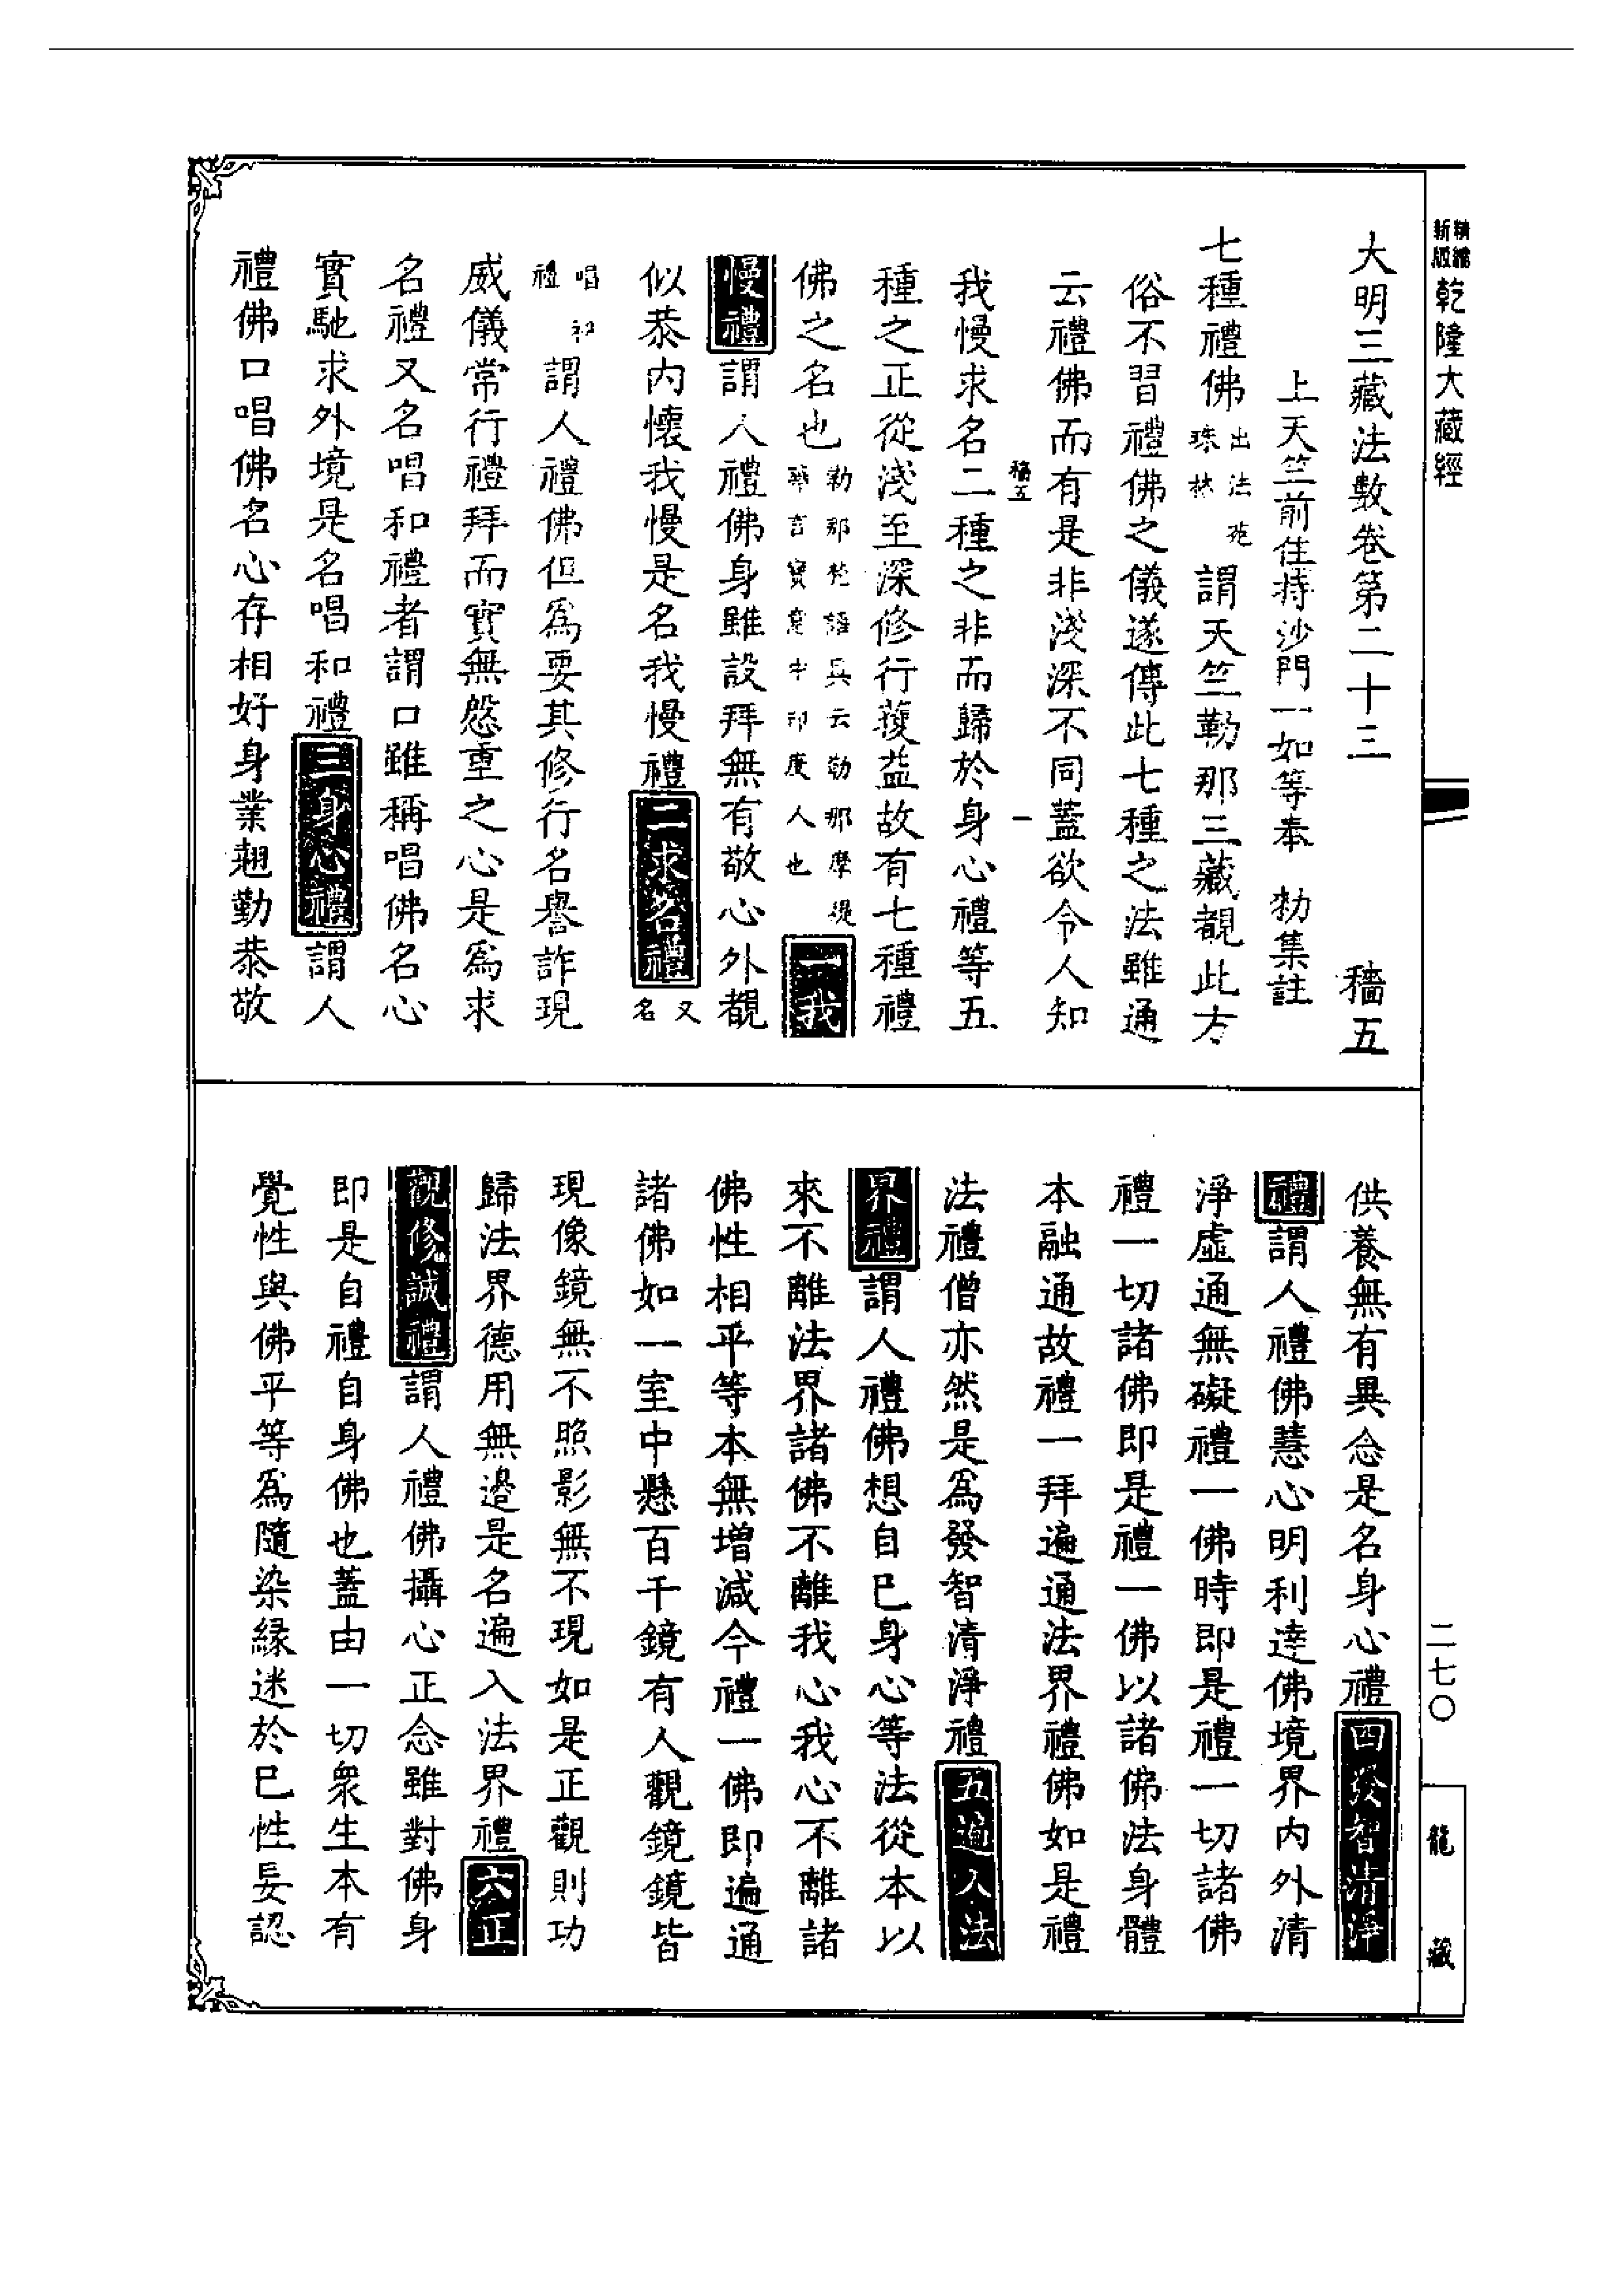 精編
新版
乾隆大藏經
大明三藏法數卷第二十三　穡五
上天竺前住持沙門一如等奉　勅集註
七種禮佛出法苑珠林謂天竺勒那三藏覩此方
俗不習禮佛之儀遂傳此七種之法雖通
云禮佛而有是非淺深不同蓋欲令人知
穡五　一
我慢求名二種之非而歸於身心禮等五
種之正從淺至深修行獲益故有七種禮
佛之名也勒那梵語具云勒那摩提華言寶意中印度人也一我
慢禮謂人禮佛身雖設拜無有敬心外覩
似恭內懷我慢是名我慢禮二求名禮又名
唱和禮謂人禮佛但為要其修行名譽詐現
威儀常行禮拜而實無慇重之心是為求
名禮又名唱和禮者謂口雖稱唱佛名心
實馳求外境是名唱和禮三身心禮謂人
禮佛口唱佛名心存相好身業翹勤恭敬
供養無有異念是名身心禮四發智清淨
禮謂人禮佛慧心明利達佛境界內外清
淨虛通無礙禮一佛時即是禮一切諸佛
禮一切諸佛即是禮一佛以諸佛法身體
本融通故禮一拜遍通法界禮佛如是禮
法禮僧亦然是為發智清淨禮五遍入法
界禮謂人禮佛想自己身心等法從本以
來不離法界諸佛不離我心我心不離諸
佛性相平等本無增減今禮一佛即遍通
諸佛如一室中懸百千鏡有人觀鏡鏡皆
現像鏡無不照影無不現如是正觀則功
歸法界德用無邊是名遍入法界禮六正
觀修誠禮謂人禮佛攝心正念雖對佛身
即是自禮自身佛也蓋由一切眾生本有
覺性與佛平等為隨染緣迷於己性妄認
二七〇
龍藏